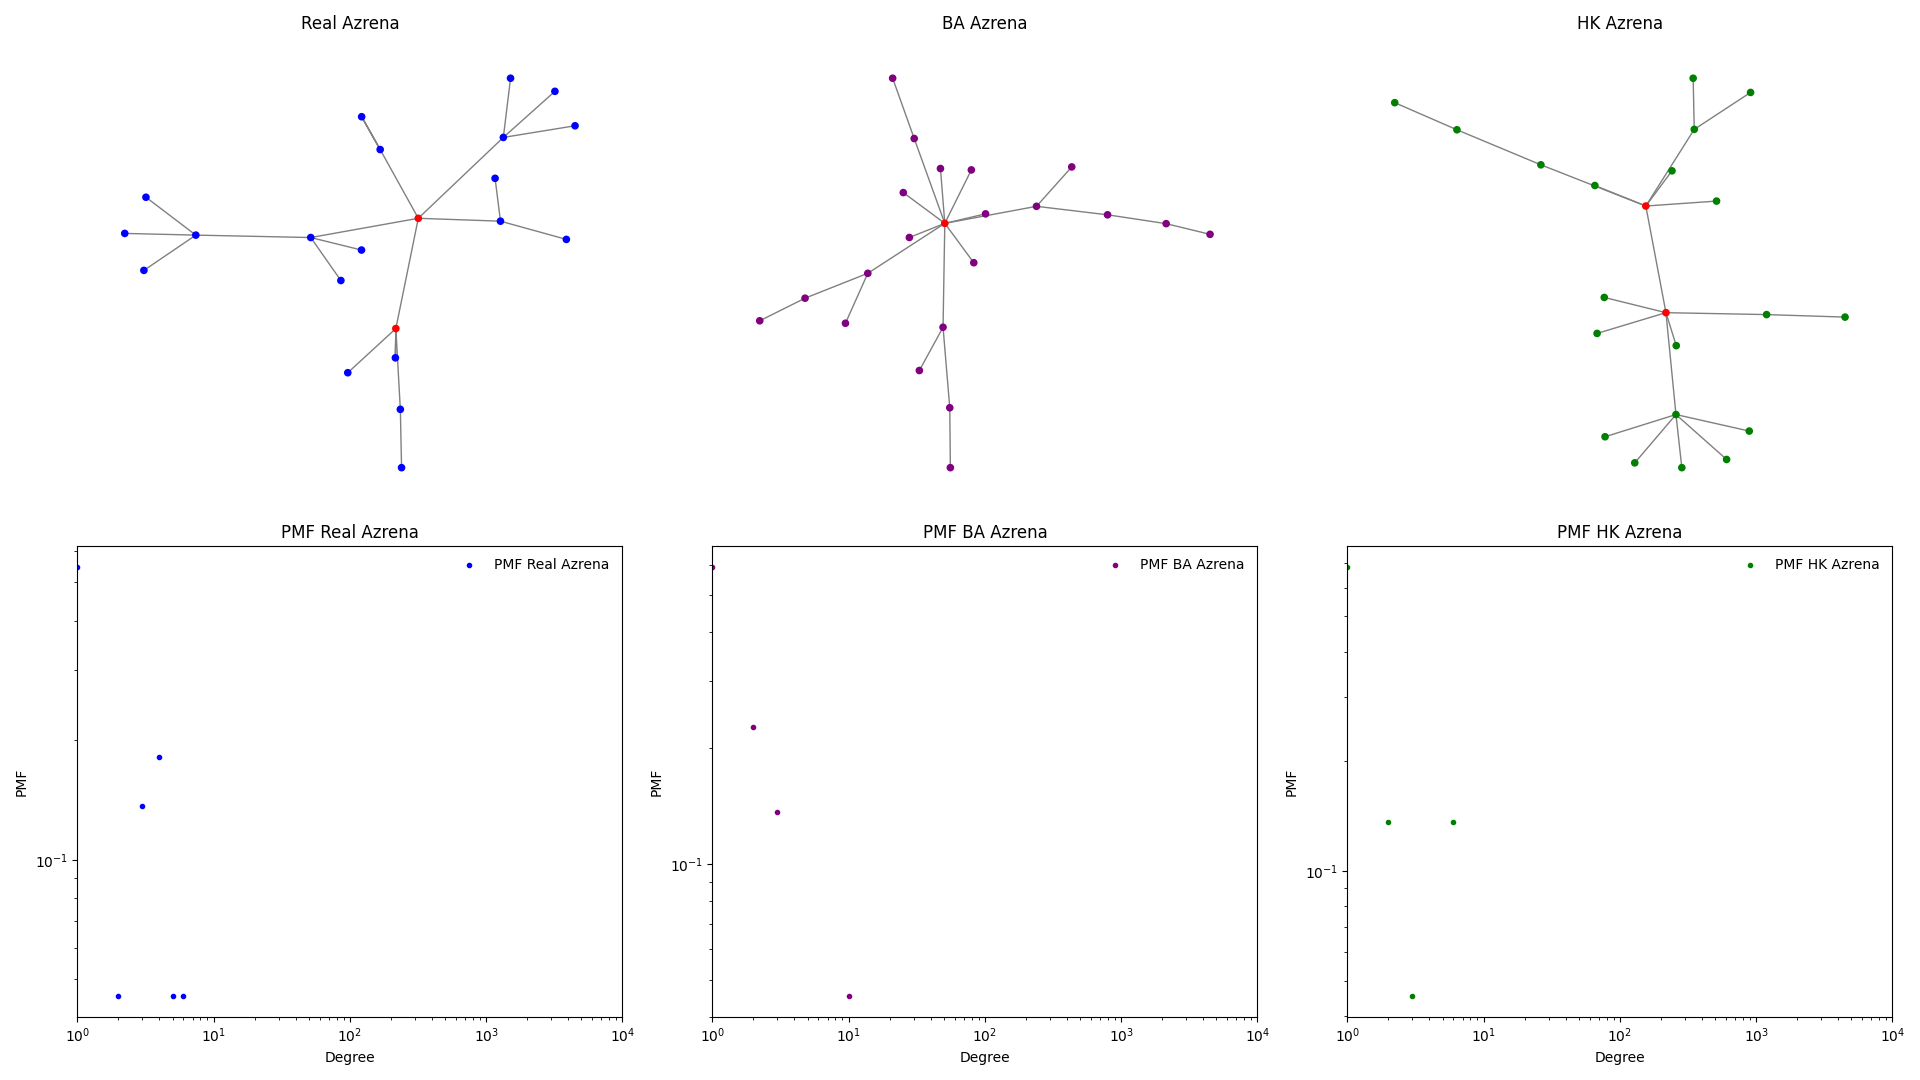 Real Azrena
BA Azrena
HK Azrena
PMF Real Azrena
PMF Real Azrena
PMF
10⁻¹
10⁰ 10¹ 10² 10³ 10⁴
Degree
PMF BA Azrena
PMF BA Azrena
PMF
10⁻¹
10⁰ 10¹ 10² 10³ 10⁴
Degree
PMF HK Azrena
PMF HK Azrena
PMF
10⁻¹
10⁰ 10¹ 10² 10³ 10⁴
Degree